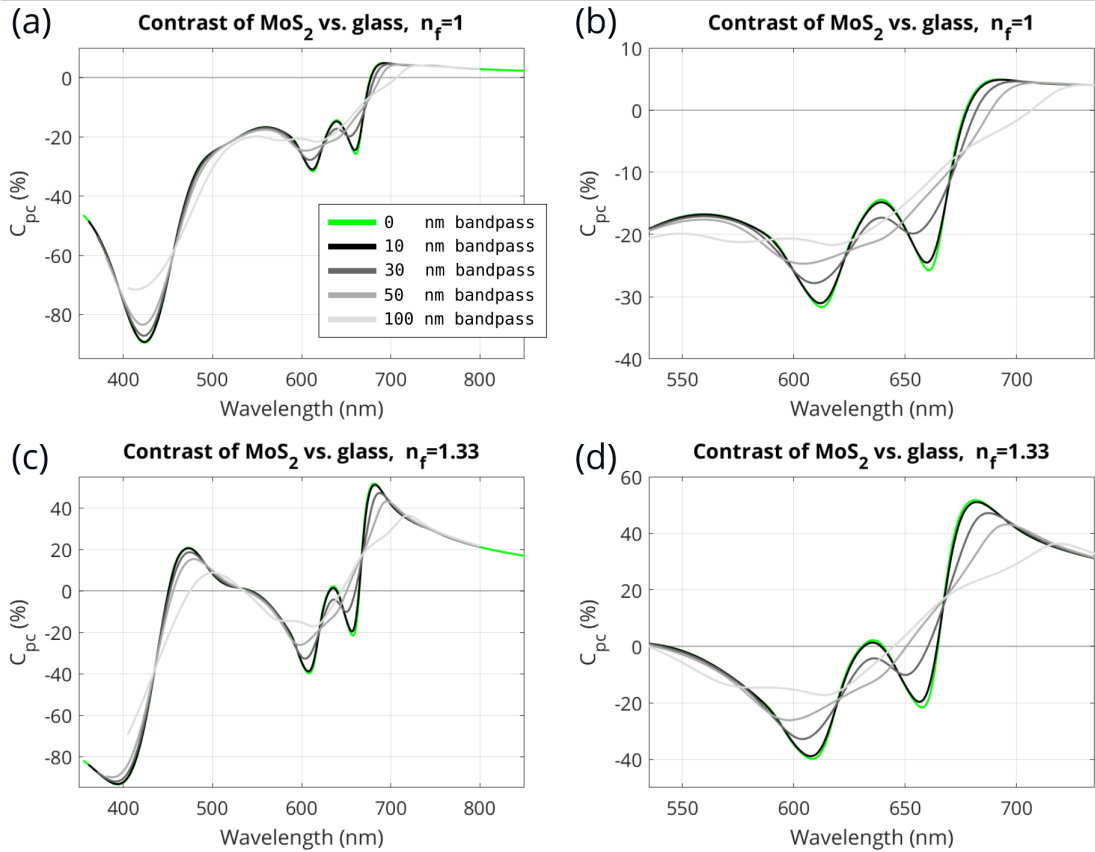 (a)
Contrast of MoS2 vs. glass, nf=1
C_pc (%)
0
-20
-40
-60
-80
400 500 600 700 800
Wavelength (nm)
0 nm bandpass
10 nm bandpass
30 nm bandpass
50 nm bandpass
100 nm bandpass
(b)
Contrast of MoS2 vs. glass, nf=1
C_pc (%)
10
0
-10
-20
-30
-40
550 600 650 700
Wavelength (nm)
(c)
Contrast of MoS2 vs. glass, nf=1.33
C_pc (%)
40
20
0
-20
-40
-60
-80
400 500 600 700 800
Wavelength (nm)
(d)
Contrast of MoS2 vs. glass, nf=1.33
C_pc (%)
60
40
20
0
-20
-40
550 600 650 700
Wavelength (nm)